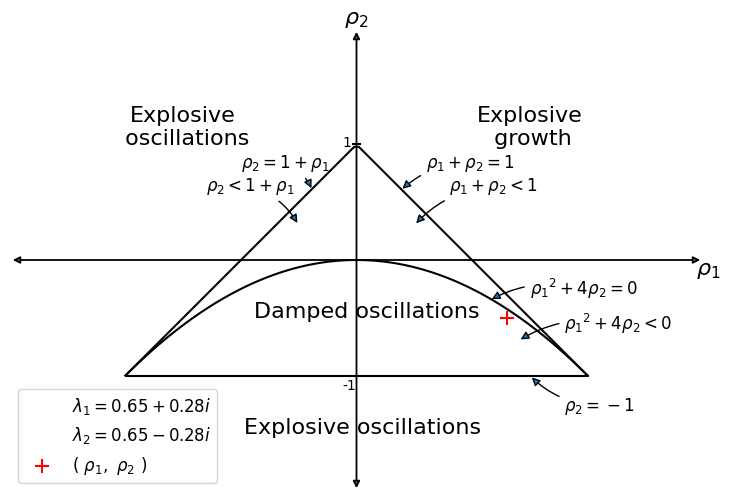 ρ₂
Explosive
oscillations
Explosive
growth
1
ρ₂ = 1 + ρ₁
ρ₁ + ρ₂ = 1
ρ₂ < 1 + ρ₁
ρ₁ + ρ₂ < 1
ρ₁
ρ₁² + 4ρ₂ = 0
Damped oscillations
ρ₁² + 4ρ₂ < 0
-1
ρ₂ = −1
Explosive oscillations
λ₁ = 0.65 + 0.28i
λ₂ = 0.65 − 0.28i
( ρ₁, ρ₂ )